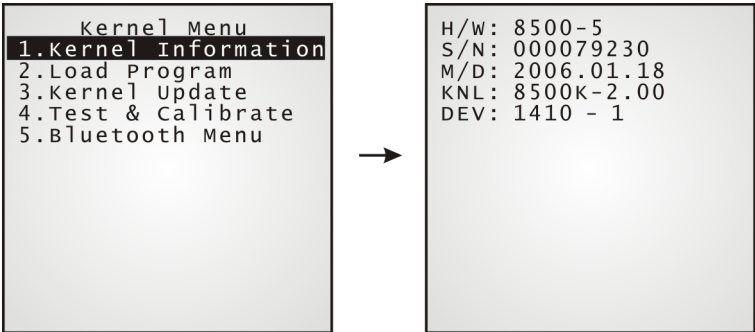 Kernel Menu
1.Kernel Information
2.Load Program
3.Kernel Update
4.Test & Calibrate
5.Bluetooth Menu
H/W: 8500-5
S/N: 000079230
M/D: 2006.01.18
KNL: 8500K-2.00
DEV: 1410 - 1